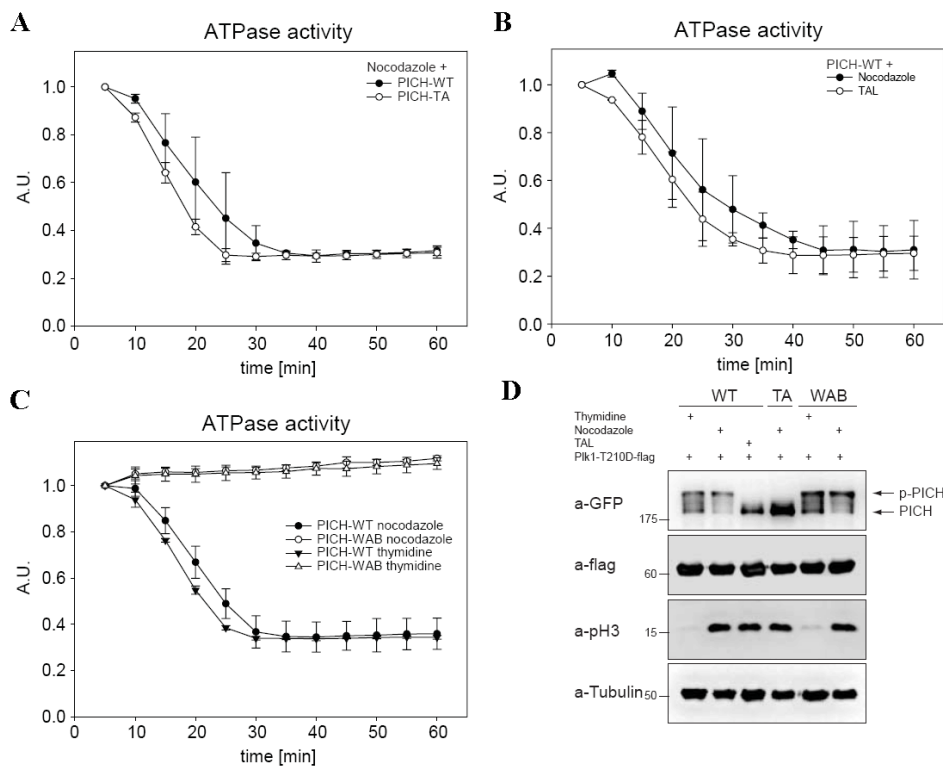 A
ATPase activity
Nocodazole +
PICH-WT
PICH-TA
A.U.
1.0
0.8
0.6
0.4
0.2
0.0
0 10 20 30 40 50 60
time [min]
B
ATPase activity
PICH-WT +
Nocodazole
TAL
A.U.
1.0
0.8
0.6
0.4
0.2
0.0
0 10 20 30 40 50 60
time [min]
C
ATPase activity
PICH-WT nocodazole
PICH-WAB nocodazole
PICH-WT thymidine
PICH-WAB thymidine
A.U.
1.0
0.8
0.6
0.4
0.2
0.0
0 10 20 30 40 50 60
time [min]
D
WT TA WAB
Thymidine + +
Nocodazole + + +
TAL +
Plk1-T210D-flag + + + + + +
a-GFP
175
p-PICH
PICH
a-flag
60
a-pH3
15
a-Tubulin
50